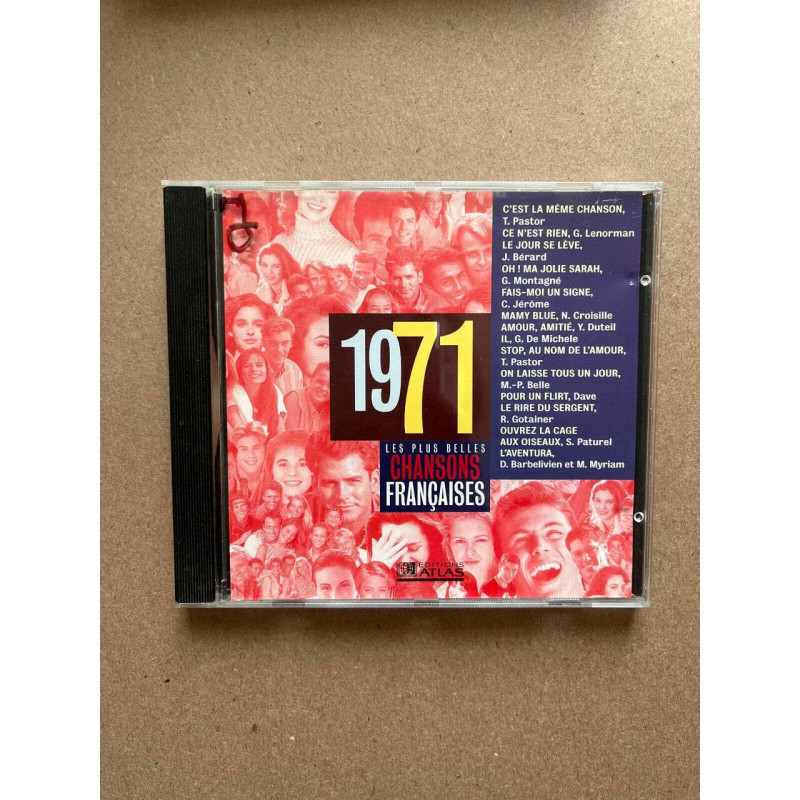 C'EST LA MÊME CHANSON,
T. Pastor
CE N'EST RIEN, G. Lenorman
LE JOUR SE LÈVE,
J. Bérard
OH ! MA JOLIE SARAH,
G. Montagné
FAIS-MOI UN SIGNE,
C. Jérôme
MAMY BLUE, N. Croisille
AMOUR, AMITIÉ, Y. Duteil
IL, G. De Michele
STOP, AU NOM DE L'AMOUR,
T. Pastor
ON LAISSE TOUS UN JOUR,
M.-P. Belle
POUR UN FLIRT, Dave
LE RIRE DU SERGENT,
R. Gotainer
OUVREZ LA CAGE
AUX OISEAUX, S. Paturel
L'AVENTURA,
D. Barbelivien et M. Myriam
1971
LES PLUS BELLES
CHANSONS
FRANÇAISES
EDITIONS
ATLAS